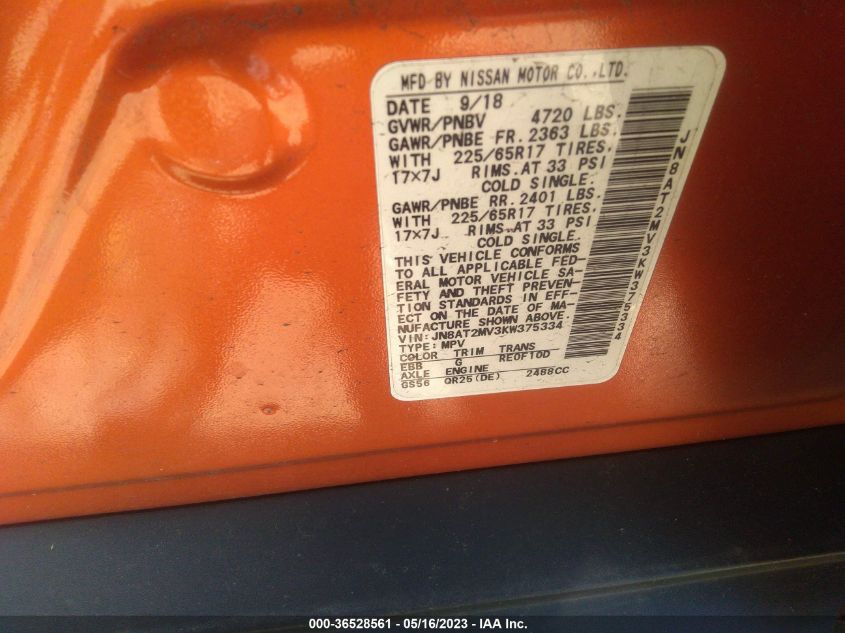 MFD BY NISSAN MOTOR CO.,LTD.
DATE 9/18
GVWR/PNBV 4720 LBS.
GAWR/PNBE FR. 2363 LBS.
WITH 225/65R17 TIRES.
17×7J RIMS.AT 33 PSI
COLD SINGLE.
GAWR/PNBE RR. 2401 LBS.
WITH 225/65R17 TIRES.
17×7J RIMS.AT 33 PSI
COLD SINGLE.
THIS VEHICLE CONFORMS
TO ALL APPLICABLE FED-
ERAL MOTOR VEHICLE SA-
FETY AND THEFT PREVEN-
TION STANDARDS IN EFF-
ECT ON THE DATE OF MA-
NUFACTURE SHOWN ABOVE.
VIN: JN8AT2MV3KW375334
TYPE: MPV
COLOR TRIM TRANS
EBB G RE0F10D
AXLE ENGINE
GS56 QR25(DE) 2488CC
JN8AT2MV3KW375334
000-36528561 - 05/16/2023 - IAA Inc.